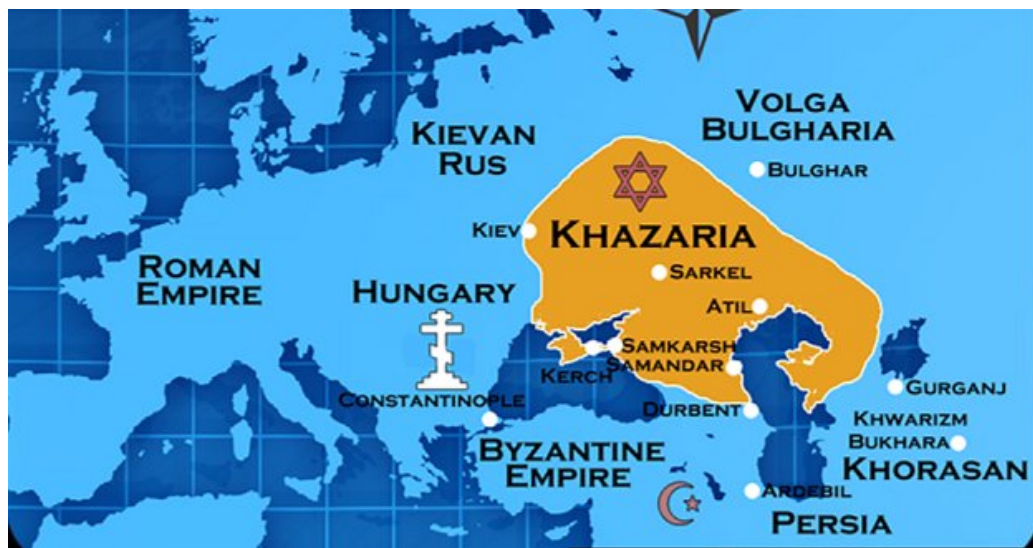 VOLGA
BULGHARIA
KIEVAN
RUS
BULGHAR
KIEV
KHAZARIA
ROMAN
EMPIRE
SARKEL
HUNGARY
ATIL
SAMKARSH
SAMANDAR
KERCH
CONSTANTINOPLE
DURBENT
GURGANJ
KHWARIZM
BUKHARA
BYZANTINE
EMPIRE
KHORASAN
ARDEBIL
PERSIA